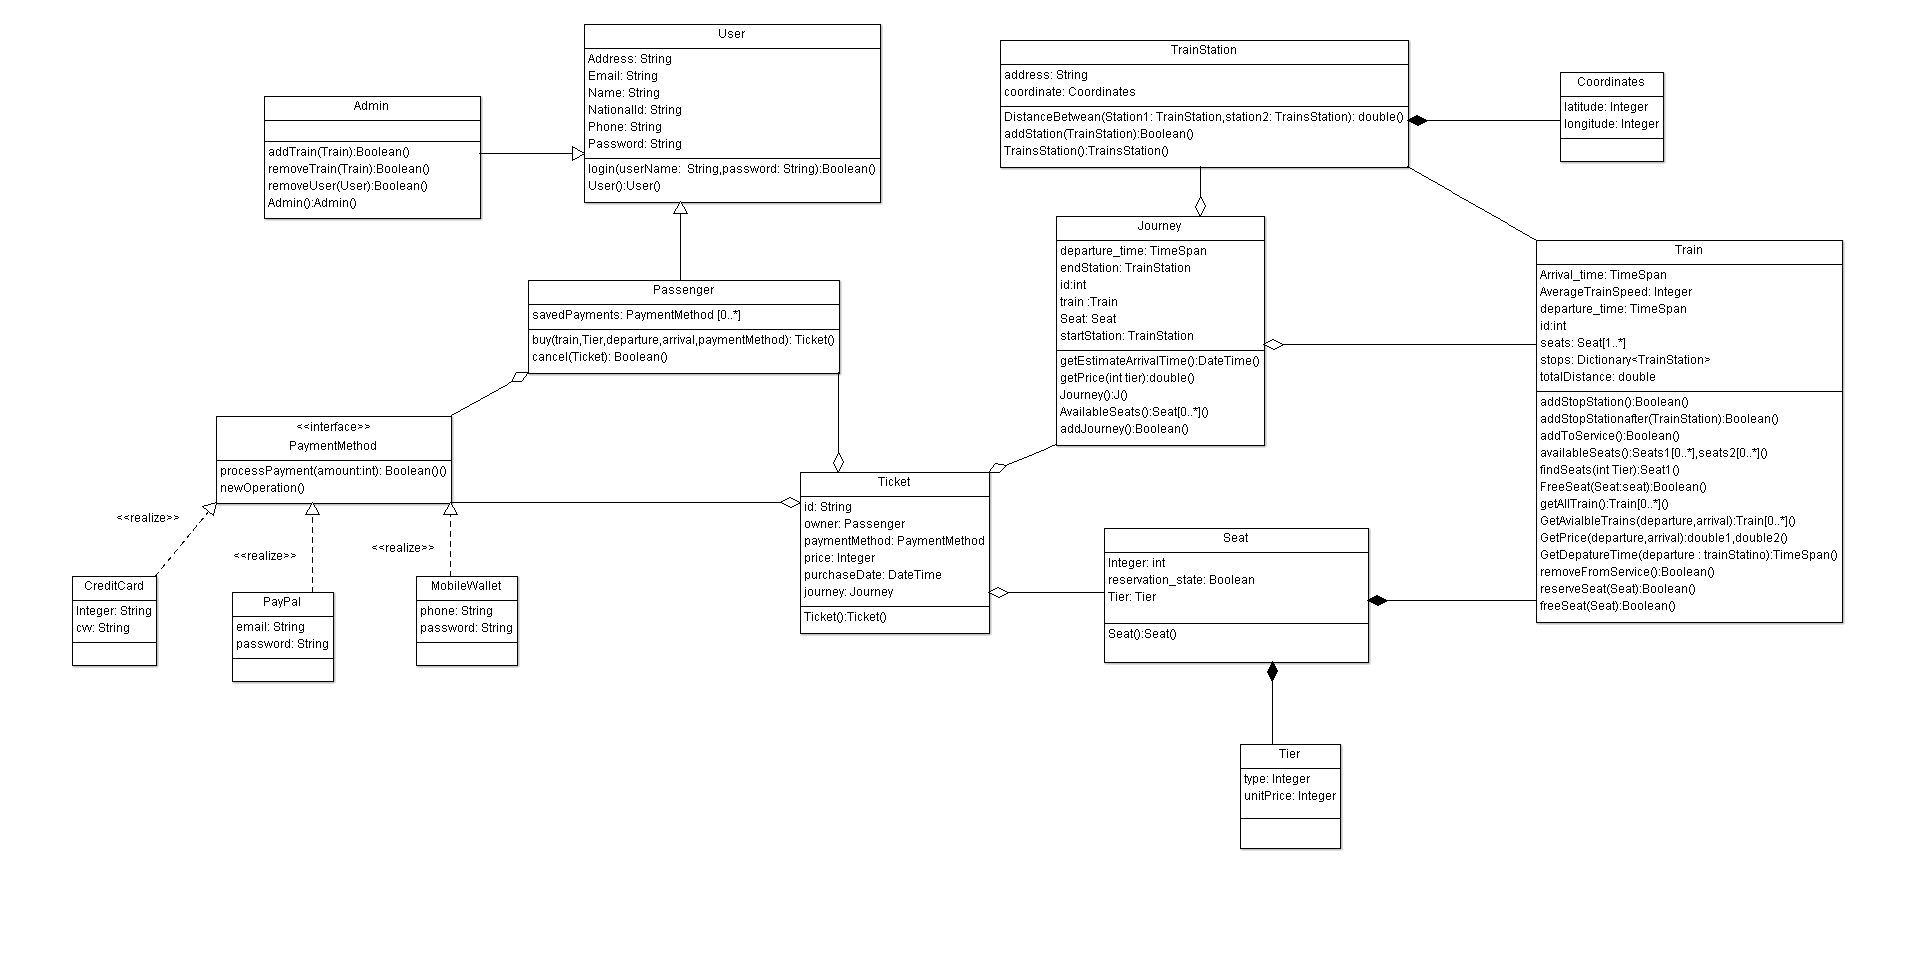 User
Address: String
Email: String
Name: String
NationalId: String
Phone: String
Password: String
login(userName:  String,password: String):Boolean()
User():User()
Admin
addTrain(Train):Boolean()
removeTrain(Train):Boolean()
removeUser(User):Boolean()
Admin():Admin()
TrainStation
address: String
coordinate: Coordinates
DistanceBetwean(Station1: TrainStation,station2: TrainsStation): double()
addStation(TrainStation):Boolean()
TrainsStation():TrainsStation()
Coordinates
latitude: Integer
longitude: Integer
Journey
departure_time: TimeSpan
endStation: TrainStation
id:int
train :Train
Seat: Seat
startStation: TrainStation
getEstimateArrivalTime():DateTime()
getPrice(int tier):double()
Journey():J()
AvailableSeats():Seat[0..*]()
addJourney():Boolean()
Train
Arrival_time: TimeSpan
AverageTrainSpeed: Integer
departure_time: TimeSpan
id:int
seats: Seat[1..*]
stops: Dictionary<TrainStation>
totalDistance: double
addStopStation():Boolean()
addStopStationafter(TrainStation):Boolean()
addToService():Boolean()
availableSeats():Seats1[0..*],seats2[0..*]()
findSeats(int Tier):Seat1()
FreeSeat(Seat:seat):Boolean()
getAllTrain():Train[0..*]()
GetAvialbleTrains(departure,arrival):Train[0..*]()
GetPrice(departure,arrival):double1,double2()
GetDepatureTime(departure : trainStatino):TimeSpan()
removeFromService():Boolean()
reserveSeat(Seat):Boolean()
freeSeat(Seat):Boolean()
Passenger
savedPayments: PaymentMethod [0..*]
buy(train,Tier,departure,arrival,paymentMethod): Ticket()
cancel(Ticket): Boolean()
<<interface>>
PaymentMethod
processPayment(amount:int): Boolean()()
newOperation()
<<realize>>
<<realize>>
<<realize>>
CreditCard
Integer: String
cvv: String
PayPal
email: String
password: String
MobileWallet
phone: String
password: String
Ticket
id: String
owner: Passenger
paymentMethod: PaymentMethod
price: Integer
purchaseDate: DateTime
journey: Journey
Ticket():Ticket()
Seat
Integer: int
reservation_state: Boolean
Tier: Tier
Seat():Seat()
Tier
type: Integer
unitPrice: Integer